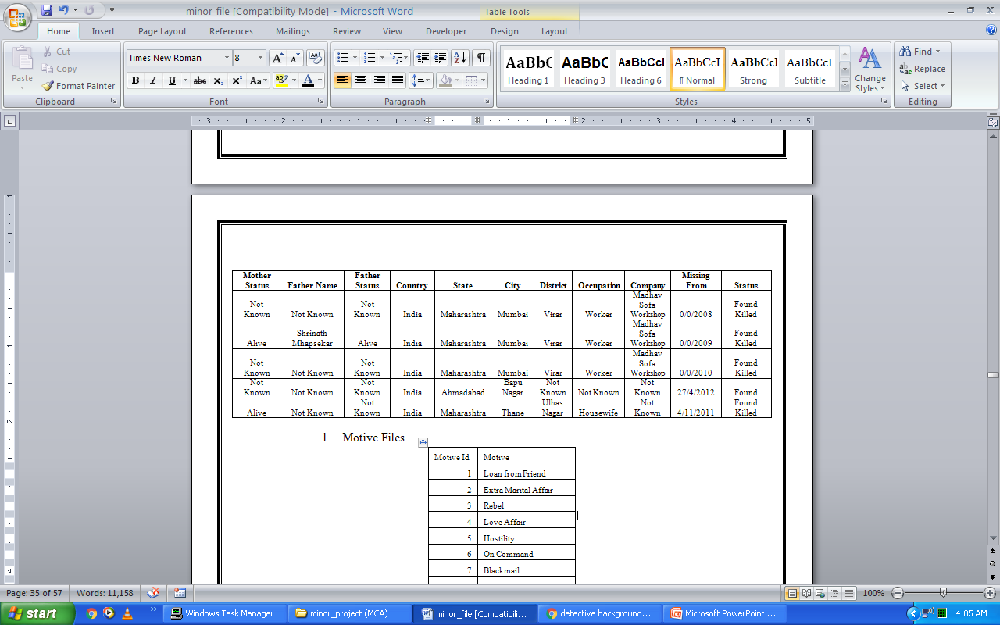 minor_file [Compatibility Mode] - Microsoft Word
Table Tools
Home Insert Page Layout References Mailings Review View Developer Design Layout
Paste
Cut
Copy
Format Painter
Clipboard
Times New Roman 8
Font
Paragraph
AaBbC AaBbC AaBbCcI AaBbCcI AaBbCcI AaBbCcI
Heading 1 Heading 3 Heading 6 ¶ Normal Strong Subtitle
Change Styles
Styles
Find
Replace
Select
Editing
3 2 1 1 2 3 4 5
Mother Status Father Name Father Status Country State City District Occupation Company Missing From Status
Not Known Not Known Not Known India Maharashtra Mumbai Virar Worker Madhav Sofa Workshop 0/0/2008 Found Killed
Alive Shrinath Mhapsekar Alive India Maharashtra Mumbai Virar Worker Madhav Sofa Workshop 0/0/2009 Found Killed
Not Known Not Known Not Known India Maharashtra Mumbai Virar Worker Madhav Sofa Workshop 0/0/2010 Found Killed
Not Known Not Known Not Known India Ahmadabad Bapu Nagar Not Known Not Known Not Known 27/4/2012 Found
Alive Not Known Not Known India Maharashtra Thane Ulhas Nagar Housewife Not Known 4/11/2011 Found Killed
1. Motive Files
Motive Id Motive
1 Loan from Friend
2 Extra Marital Affair
3 Rebel
4 Love Affair
5 Hostility
6 On Command
7 Blackmail
Page: 35 of 57 Words: 11,158 100%
start Windows Task Manager minor_project (MCA) minor_file [Compatibili... detective background... Microsoft PowerPoint ... 4:05 AM